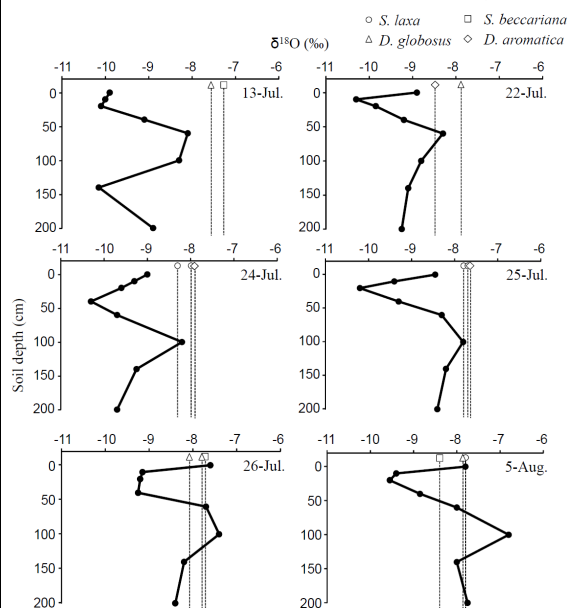 S. laxa S. beccariana
δ¹⁸O (‰) D. globosus D. aromatica
-11 -10 -9 -8 -7 -6 -11 -10 -9 -8 -7 -6
0 13-Jul. 0 22-Jul.
50 50
100 100
150 150
200 200
-11 -10 -9 -8 -7 -6 -11 -10 -9 -8 -7 -6
0 24-Jul. 0 25-Jul.
50 50
100 100
150 150
200 200
Soil depth (cm)
-11 -10 -9 -8 -7 -6 -11 -10 -9 -8 -7 -6
0 26-Jul. 0 5-Aug.
50 50
100 100
150 150
200 200